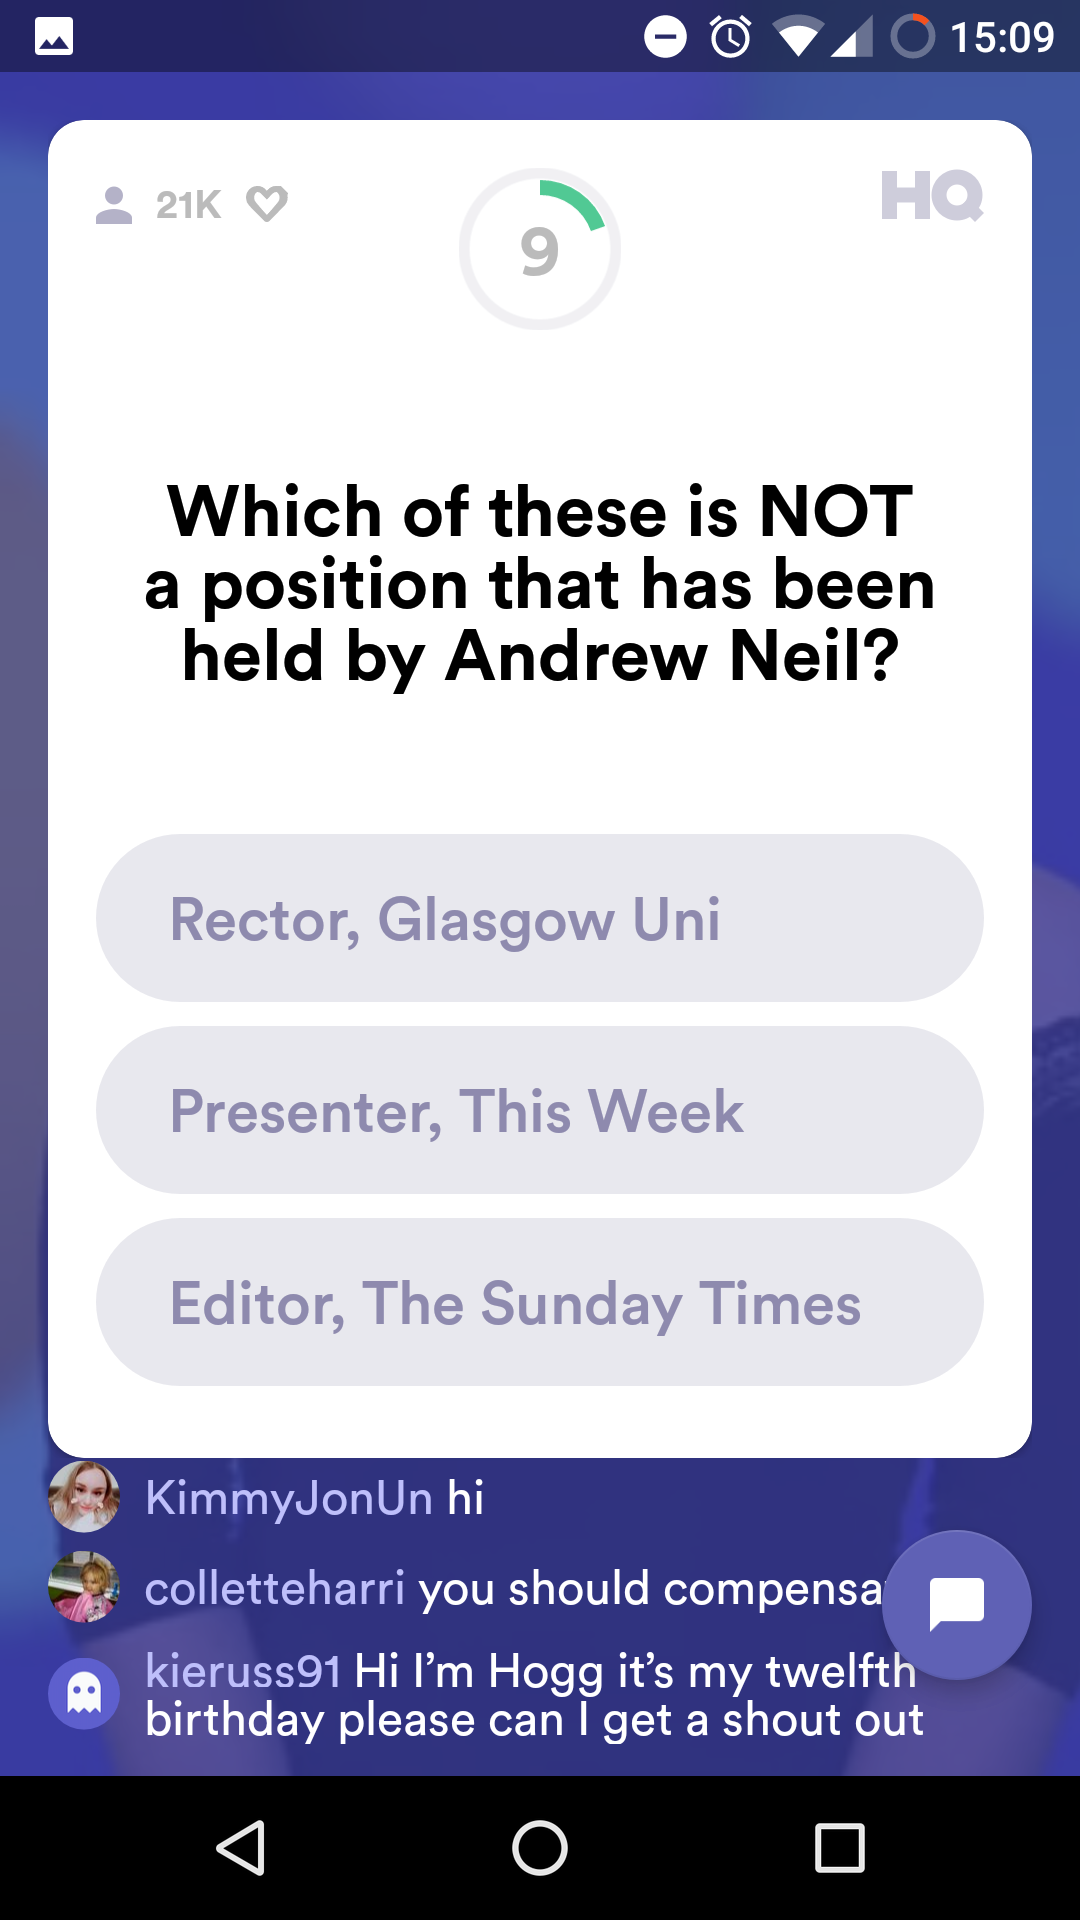 15:09
21K
9
HQ
Which of these is NOT
a position that has been
held by Andrew Neil?
Rector, Glasgow Uni
Presenter, This Week
Editor, The Sunday Times
KimmyJonUn hi
colletteharri you should compensa
kieruss91 Hi I'm Hogg it's my twelfth
birthday please can I get a shout out